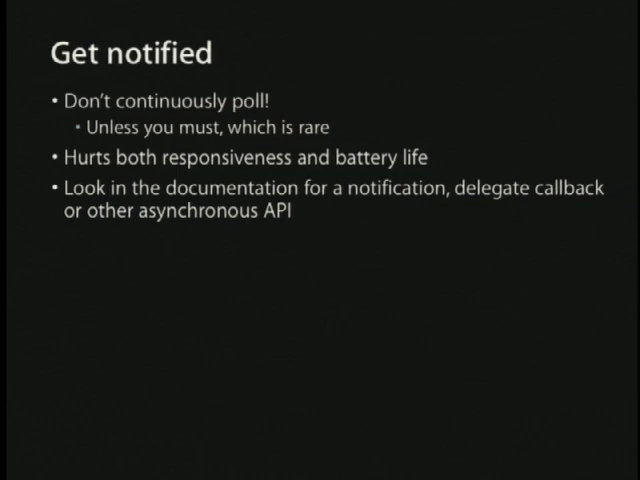 Get notified
• Don't continuously poll!
• Unless you must, which is rare
• Hurts both responsiveness and battery life
• Look in the documentation for a notification, delegate callback
or other asynchronous API